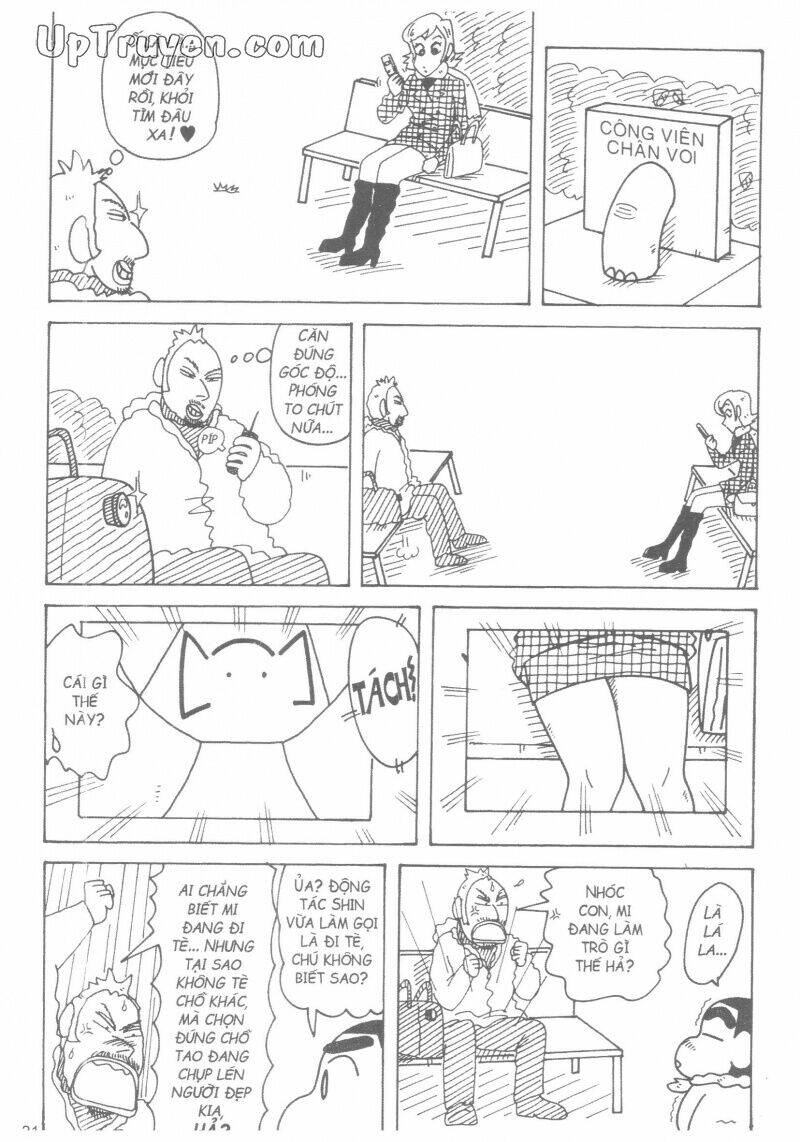 UpTruyen.com
MỤC TIÊU
MỚI ĐÂY
RỒI, KHỎI
TÌM ĐÂU
XA! ♥
CÔNG VIÊN
CHÂN VOI
CĂN
ĐÚNG
GÓC ĐỘ...
PHÓNG
TO CHÚT
NỮA...
PÍP
CÁI GÌ
THẾ
NÀY?
TÁCH!
ỦA? ĐỘNG
TÁC SHIN
VỪA LÀM GỌI
LÀ ĐI TÈ,
CHÚ KHÔNG
BIẾT SAO?
AI CHẲNG
BIẾT MI
ĐANG ĐI
TÈ... NHƯNG
TẠI SAO
KHÔNG TÈ
CHỖ KHÁC,
MÀ CHỌN
ĐÚNG CHỖ
TAO ĐANG
CHỤP LÉN
NGƯỜI ĐẸP
KIA,
HẢ?
NHÓC
CON, MI
ĐANG LÀM
TRÒ GÌ
THẾ HẢ?
LÀ
LÁ
LA...